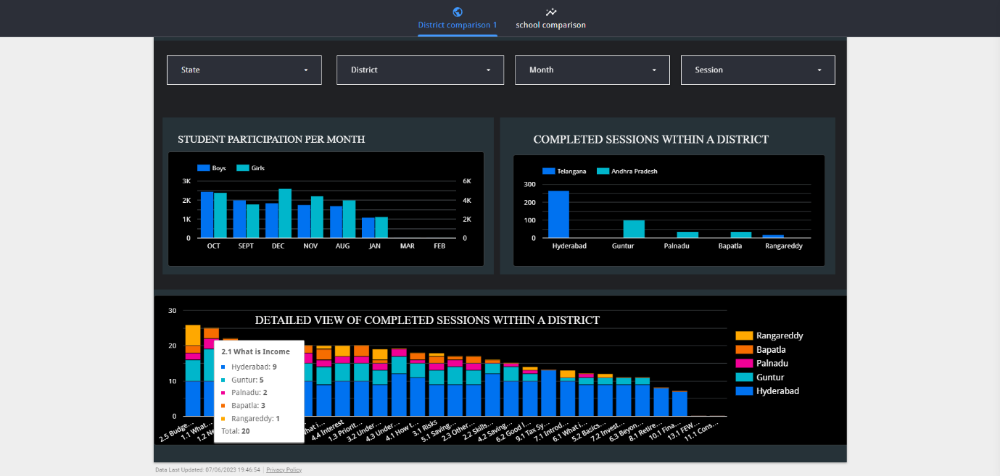 District comparison 1
school comparison
State
District
Month
Session
STUDENT PARTICIPATION PER MONTH
Boys
Girls
3K
2K
1K
0
6K
4K
2K
0
OCT
SEPT
DEC
NOV
AUG
JAN
MAR
FEB
COMPLETED SESSIONS WITHIN A DISTRICT
Telangana
Andhra Pradesh
300
200
100
0
Hyderabad
Guntur
Palnadu
Bapatla
Rangareddy
DETAILED VIEW OF COMPLETED SESSIONS WITHIN A DISTRICT
30
20
10
0
2.1 What is Income
Hyderabad: 9
Guntur: 5
Palnadu: 2
Bapatla: 3
Rangareddy: 1
Total: 20
2.5 Budge...
1.1 What...
1.2 Ne
hat i...
4.4 Interest
1.3 Priorit...
3.2 Under...
4.3 Under...
4.1 How t...
3.1 Risks
5.1 Saving...
2.3 Other...
2.2 Skills...
4.2 Saving...
6.2 Good I...
9.1 Tax Sy...
7.1 Introd...
6.1 What i...
5.2 Basics...
7.2 Invest...
6.3 Beyon...
8.1 Retire...
10.1 Fina...
13.1 FEW...
11.1 Cons...
Rangareddy
Bapatla
Palnadu
Guntur
Hyderabad
Data Last Updated: 07/06/2023 19:46:54
Privacy Policy